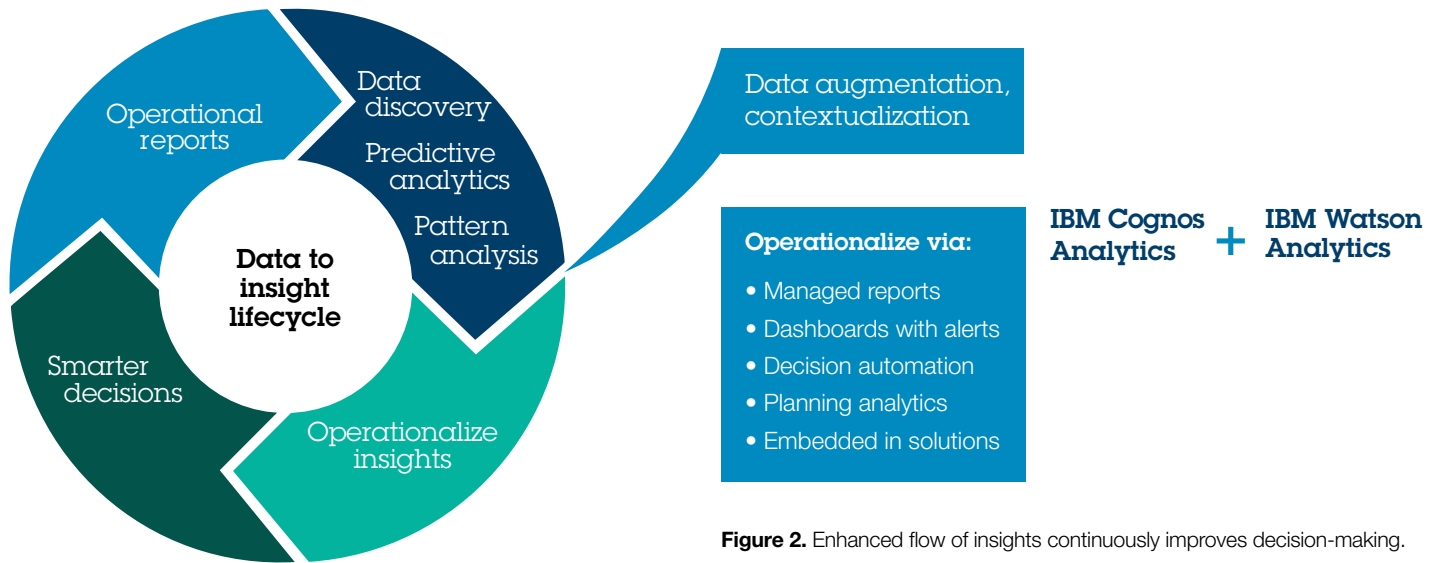 Operational
reports
Data
discovery
Predictive
analytics
Pattern
analysis
Data to
insight
lifecycle
Smarter
decisions
Operationalize
insights
Data augmentation,
contextualization
Operationalize via:
• Managed reports
• Dashboards with alerts
• Decision automation
• Planning analytics
• Embedded in solutions
IBM Cognos
Analytics
+
IBM Watson
Analytics
Figure 2. Enhanced flow of insights continuously improves decision-making.